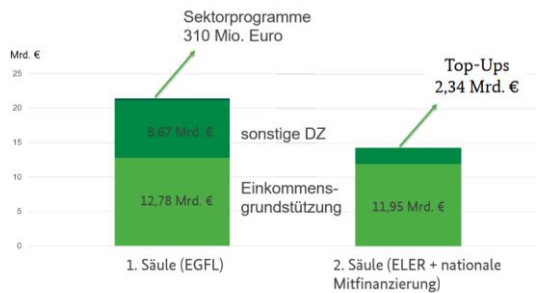 Sektorprogramme
310 Mio. Euro
Mrd. €
Top-Ups
2,34 Mrd. €
25
20
15
10
5
0
8,67 Mrd. €
sonstige DZ
12,78 Mrd. €
Einkommens-
grundstützung
11,95 Mrd. €
1. Säule (EGFL)
2. Säule (ELER + nationale
Mitfinanzierung)